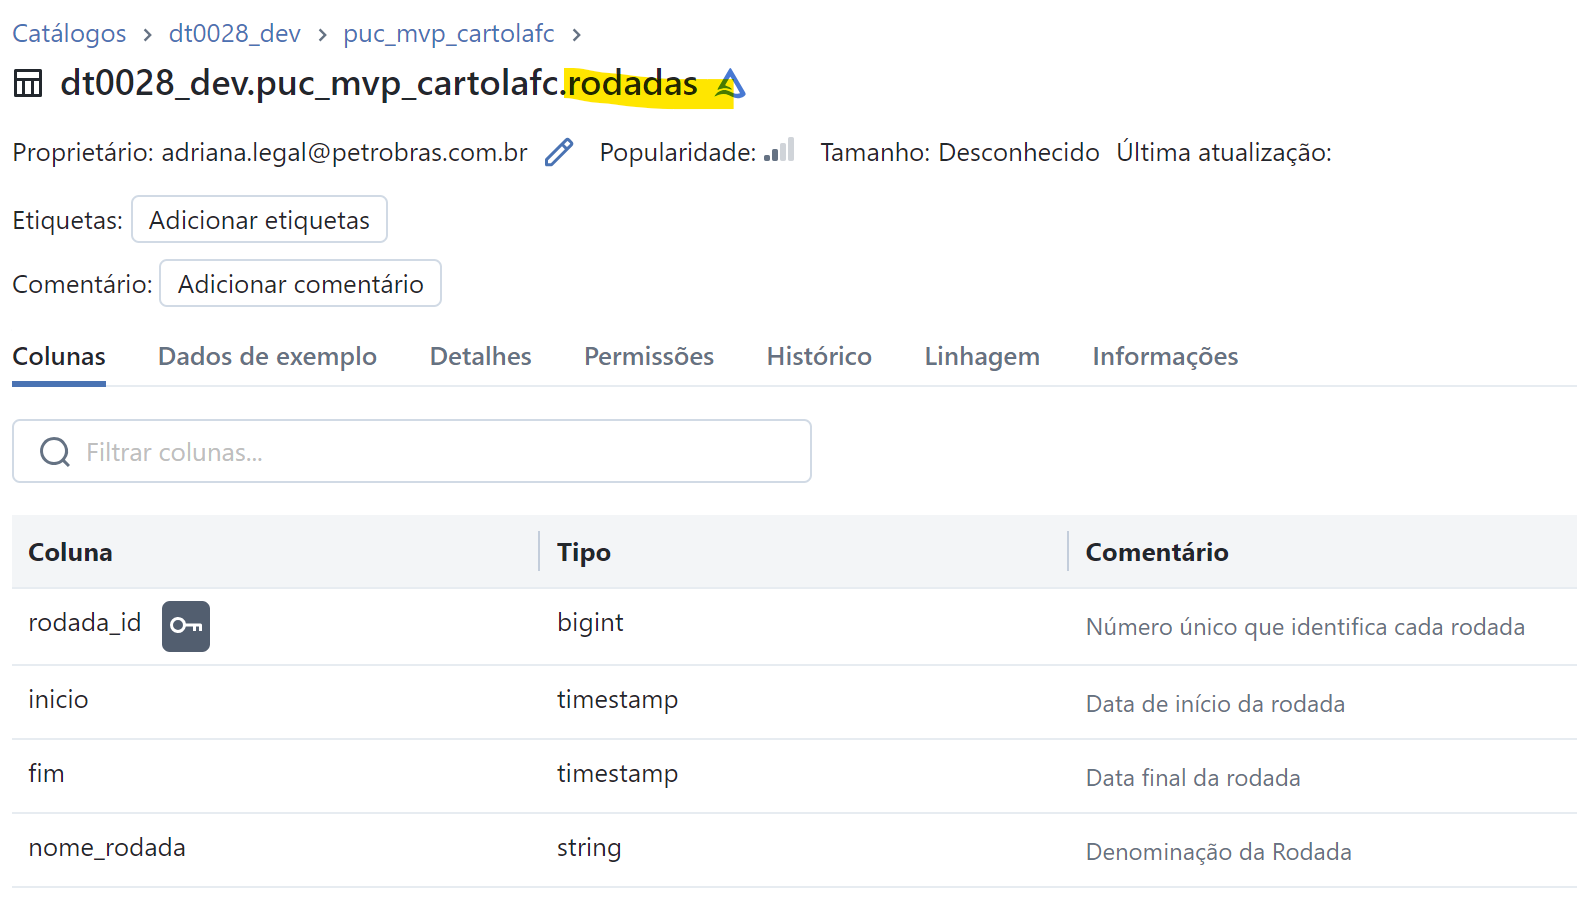 Catálogos › dt0028_dev › puc_mvp_cartolafc ›
dt0028_dev.puc_mvp_cartolafc.rodadas
Proprietário: adriana.legal@petrobras.com.br Popularidade: Tamanho: Desconhecido Última atualização:
Etiquetas: Adicionar etiquetas
Comentário: Adicionar comentário
Colunas Dados de exemplo Detalhes Permissões Histórico Linhagem Informações
Filtrar colunas...
Coluna Tipo Comentário
rodada_id bigint Número único que identifica cada rodada
inicio timestamp Data de início da rodada
fim timestamp Data final da rodada
nome_rodada string Denominação da Rodada